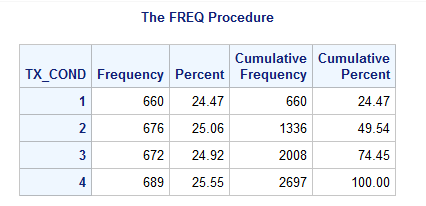 The FREQ Procedure
Cumulative Cumulative
TX_COND Frequency Percent Frequency Percent
1 660 24.47 660 24.47
2 676 25.06 1336 49.54
3 672 24.92 2008 74.45
4 689 25.55 2697 100.00